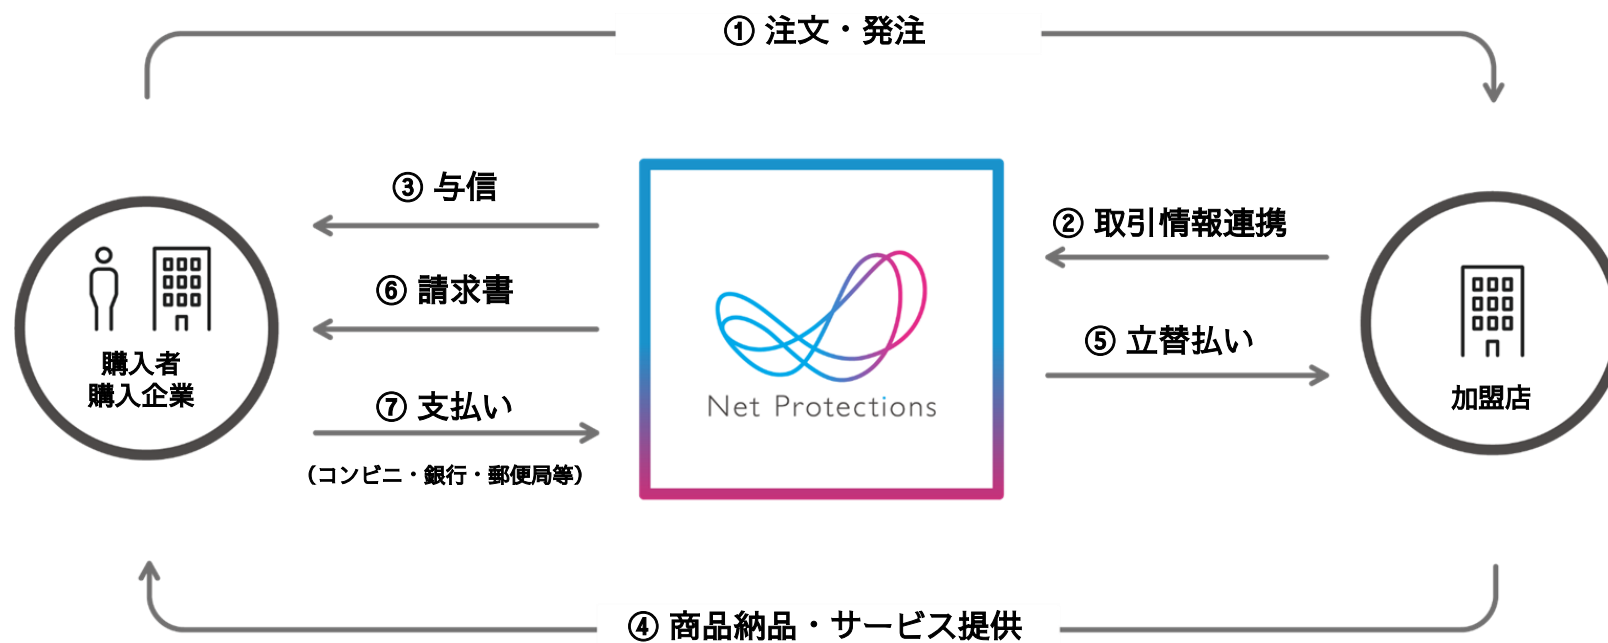 ① 注文・発注
③ 与信
② 取引情報連携
⑥ 請求書
⑤ 立替払い
購入者
購入企業
⑦ 支払い
(コンビニ・銀行・郵便局等)
Net Protections
加盟店
④ 商品納品・サービス提供